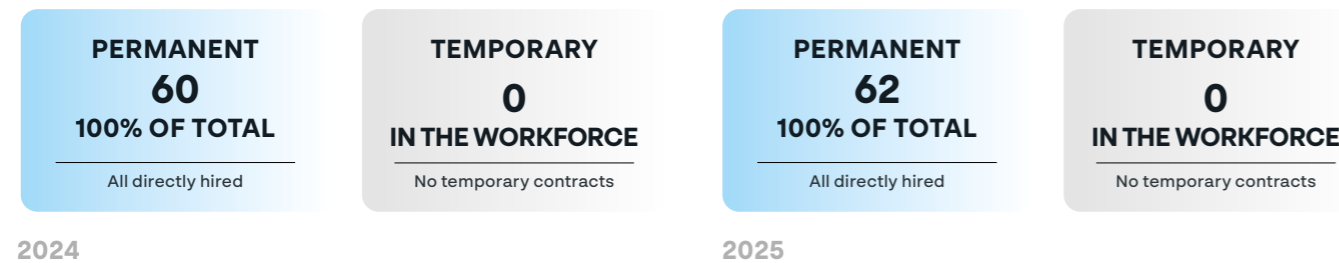 PERMANENT
60
100% OF TOTAL
All directly hired
TEMPORARY
0
IN THE WORKFORCE
No temporary contracts
2024
PERMANENT
62
100% OF TOTAL
All directly hired
TEMPORARY
0
IN THE WORKFORCE
No temporary contracts
2025